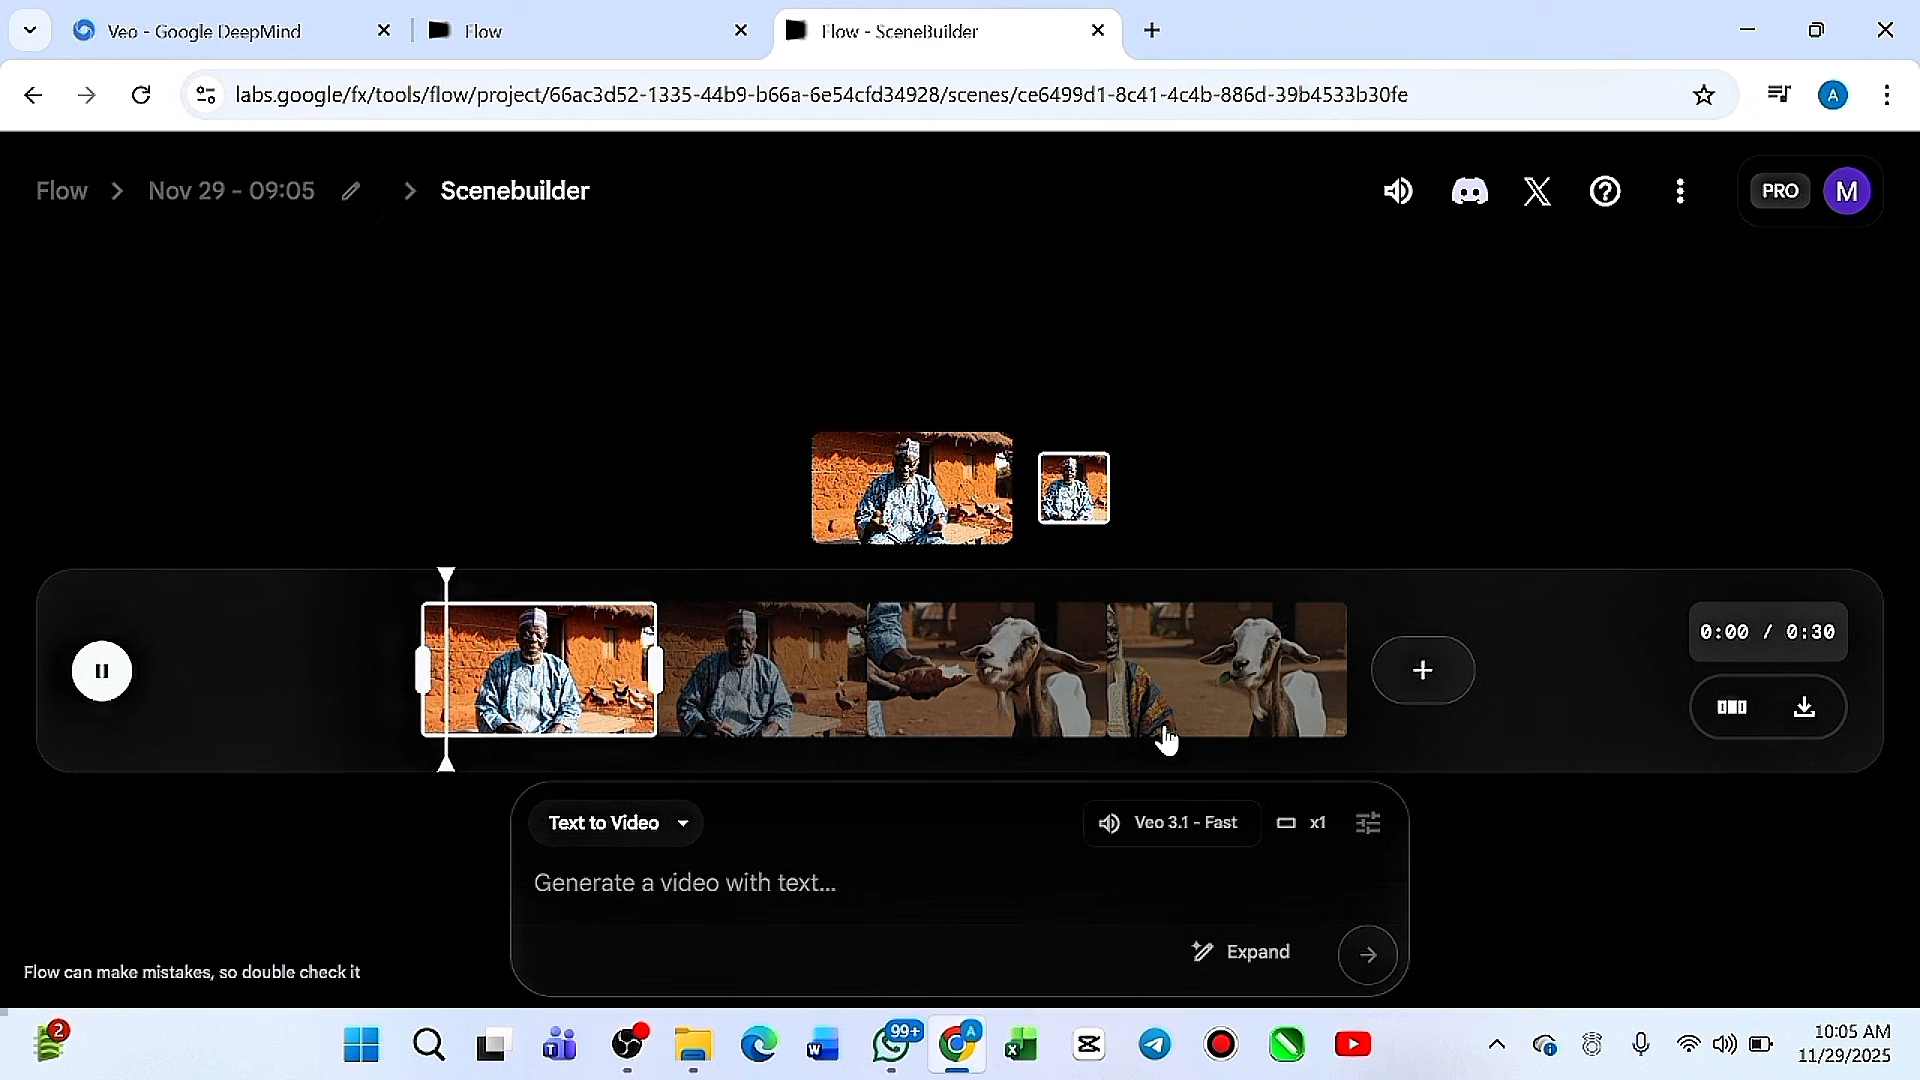 Veo - Google DeepMind
Flow
Flow - SceneBuilder
labs.google/fx/tools/flow/project/66ac3d52-1335-44b9-b66a-6e54cfd34928/scenes/ce6499d1-8c41-4c4b-886d-39b4533b30fe
A
Flow
Nov 29 - 09:05
Scenebuilder
PRO
M
0:00 / 0:30
Text to Video
Veo 3.1 - Fast
x1
Generate a video with text...
Expand
Flow can make mistakes, so double check it
2
99+
A
10:05 AM
11/29/2025